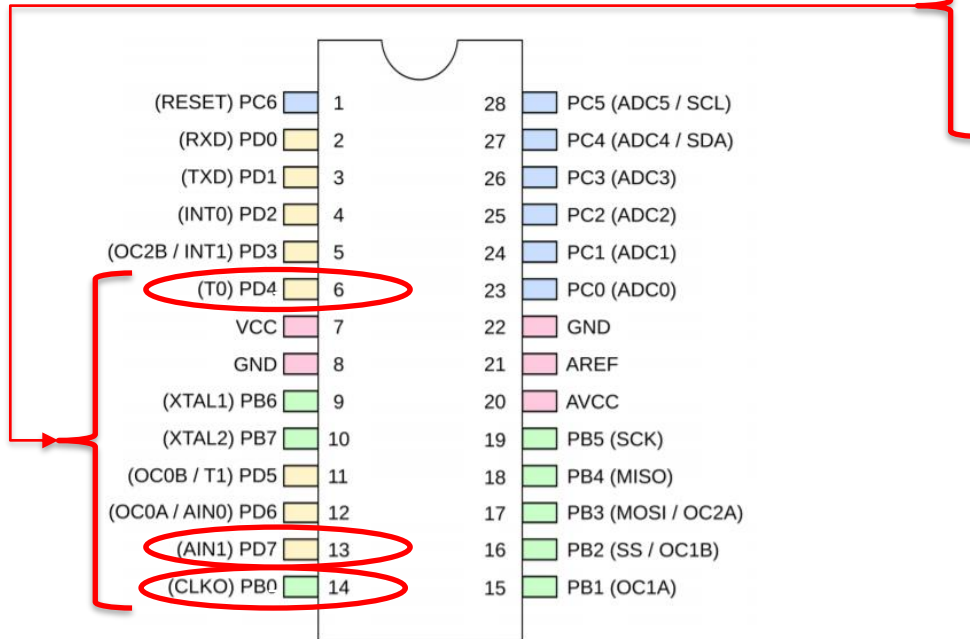 (RESET) PC6 1
(RXD) PD0 2
(TXD) PD1 3
(INT0) PD2 4
(OC2B / INT1) PD3 5
(T0) PD4 6
VCC 7
GND 8
(XTAL1) PB6 9
(XTAL2) PB7 10
(OC0B / T1) PD5 11
(OC0A / AIN0) PD6 12
(AIN1) PD7 13
(CLKO) PB0 14
28 PC5 (ADC5 / SCL)
27 PC4 (ADC4 / SDA)
26 PC3 (ADC3)
25 PC2 (ADC2)
24 PC1 (ADC1)
23 PC0 (ADC0)
22 GND
21 AREF
20 AVCC
19 PB5 (SCK)
18 PB4 (MISO)
17 PB3 (MOSI / OC2A)
16 PB2 (SS / OC1B)
15 PB1 (OC1A)